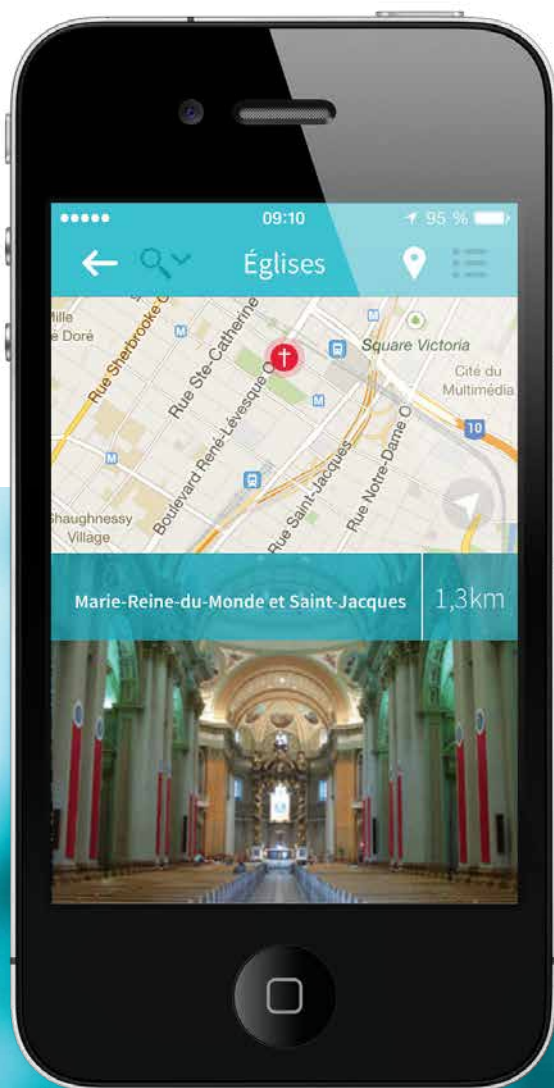 09:10
95 %
Églises
Mille
é Doré
Rue Sherbrooke O
Rue Ste-Catherine
M
M
M
M
Square Victoria
Cité du
Multimédia
10
Boulevard René-Lévesque O
Rue Saint-Jacques
Rue Notre-Dame O
Shaughnessy
Village
Marie-Reine-du-Monde et Saint-Jacques
1,3km